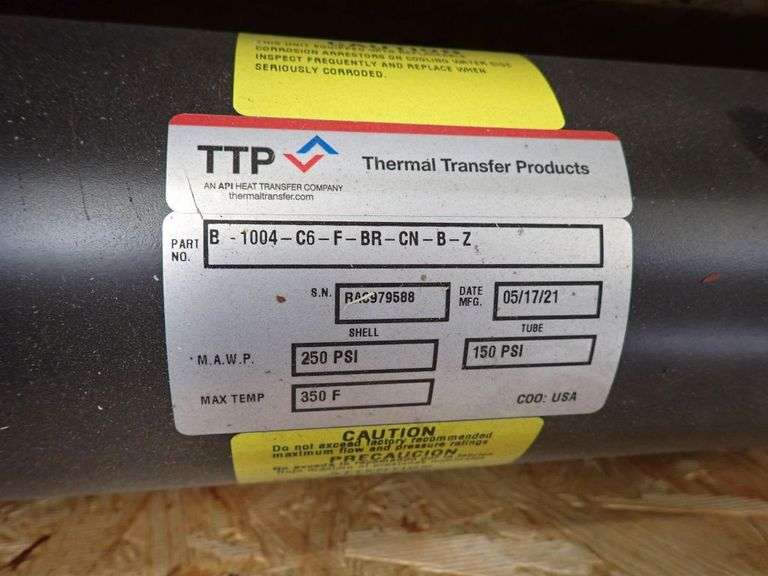 CORROSION ARRESTORS ON COOLING WATER SIDE
INSPECT FREQUENTLY AND REPLACE WHEN
SERIOUSLY CORRODED.
TTP Thermal Transfer Products
AN API HEAT TRANSFER COMPANY
thermaltransfer.com
PART NO. B -1004-C6-F-BR-CN-B-Z
S.N. DATE MFG. 05/17/21
SHELL TUBE
M.A.W.P. 250 PSI 150 PSI
MAX TEMP 350 F COO: USA
CAUTION
Do not exceed factory recommended
maximum flow and pressure ratings
PRECAUCION